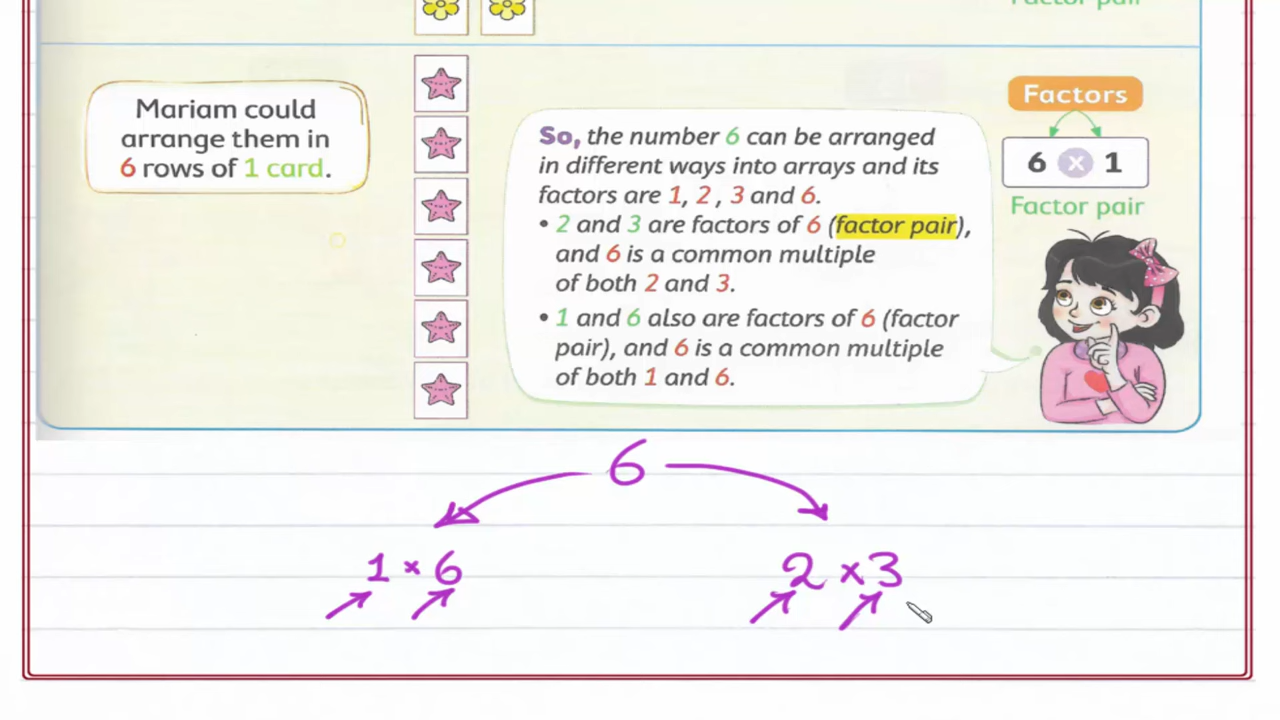 Factor pair
Mariam could
arrange them in
6 rows of 1 card.
So, the number 6 can be arranged
in different ways into arrays and its
factors are 1, 2 , 3 and 6.
• 2 and 3 are factors of 6 (factor pair),
and 6 is a common multiple
of both 2 and 3.
• 1 and 6 also are factors of 6 (factor
pair), and 6 is a common multiple
of both 1 and 6.
Factors
6 x 1
Factor pair
6
1 × 6
2 × 3